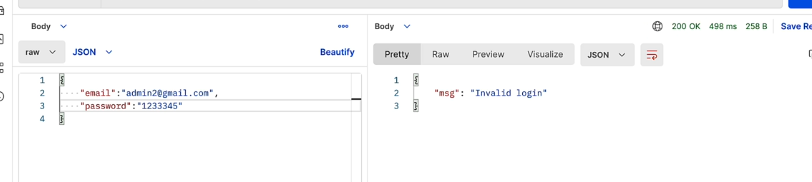 Body
raw
JSON
Beautify
1 {
2 "email":"admin2@gmail.com",
3 "password":"1233345"
4 }
Body
200 OK 498 ms 258 B Save Re
Pretty Raw Preview Visualize JSON
1 {
2 "msg": "Invalid login"
3 }